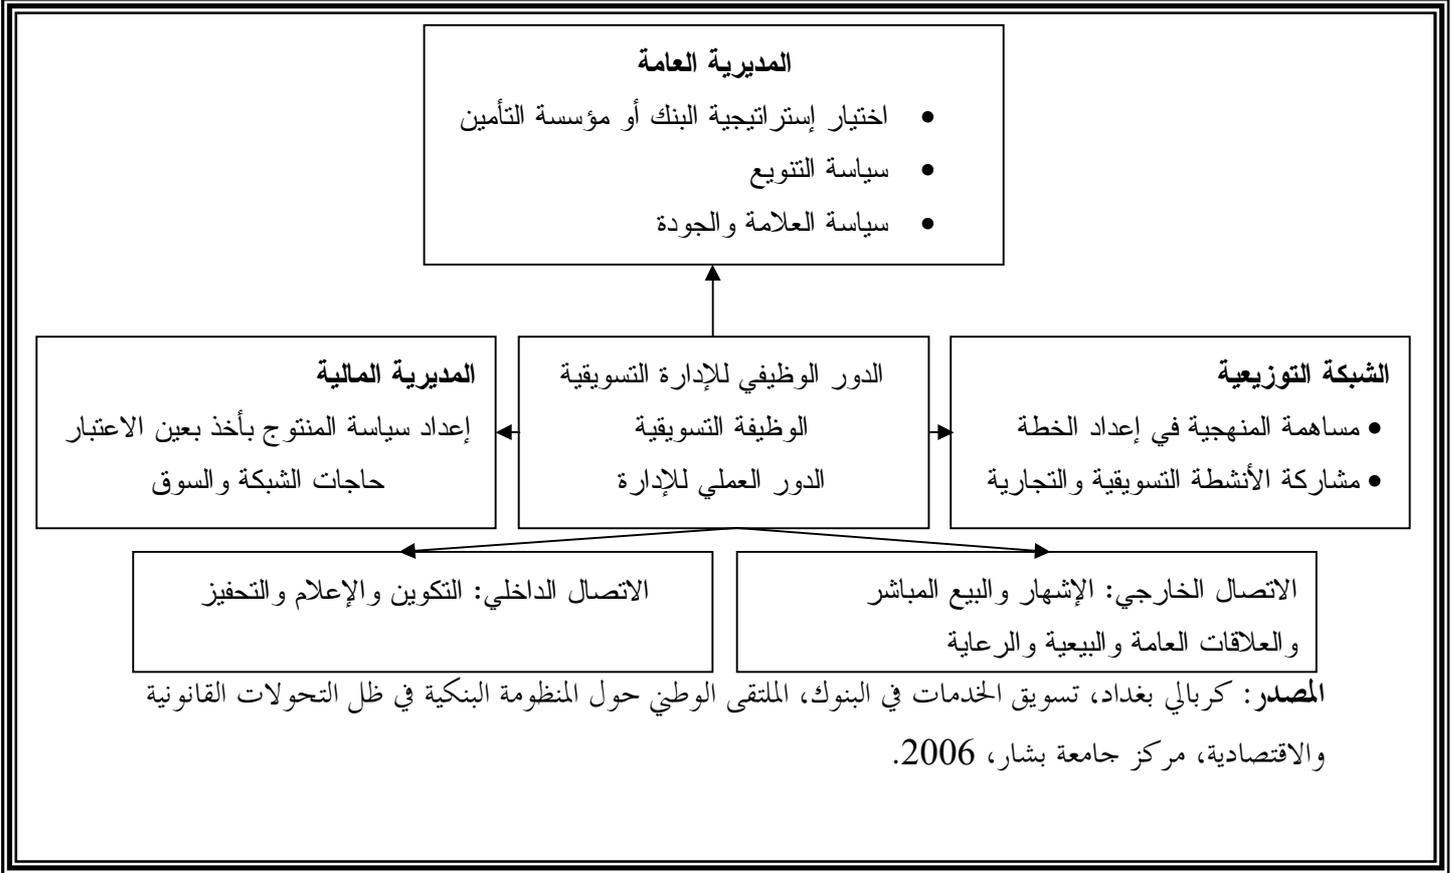 المديرية العامة
• اختيار إستراتيجية البنك أو مؤسسة التأمين
• سياسة التنويع
• سياسة العلامة والجودة
الشبكة التوزيعية
• مساهمة المنهجية في إعداد الخطة
• مشاركة الأنشطة التسويقية والتجارية
الدور الوظيفي للإدارة التسويقية
الوظيفة التسويقية
الدور العملي للإدارة
المديرية المالية
إعداد سياسة المنتوج بأخذ بعين الاعتبار
حاجات الشبكة والسوق
الاتصال الخارجي: الإشهار والبيع المباشر
والعلاقات العامة والبيعية والرعاية
الاتصال الداخلي: التكوين والإعلام والتحفيز
المصدر: كربالي بغداد، تسويق الخدمات في البنوك، الملتقى الوطني حول المنظومة البنكية في ظل التحولات القانونية
والاقتصادية، مركز جامعة بشار، 2006.